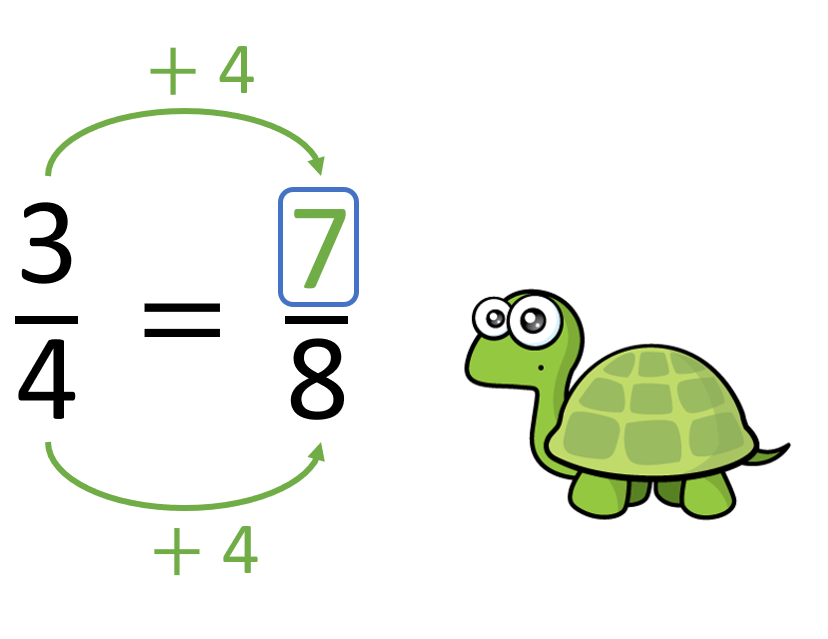 + 4
3/4 = 7/8
+ 4